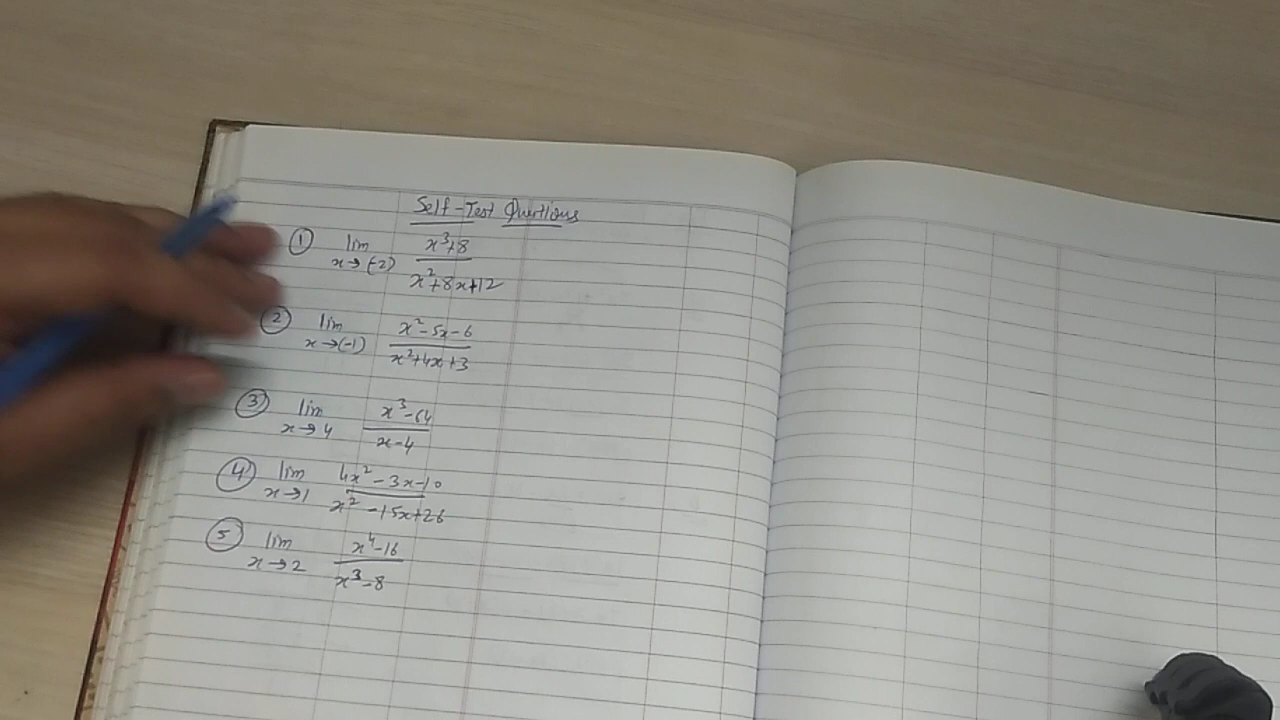 Self-Test Questions
① lim x→(-2) x³+8 / x²+8x+12
② lim x→(-1) x²-5x-6 / x²+4x+3
③ lim x→4 x³-64 / x-4
④ lim x→1 4x²-3x-10 / x²-15x+26
⑤ lim x→2 x⁴-16 / x³-8